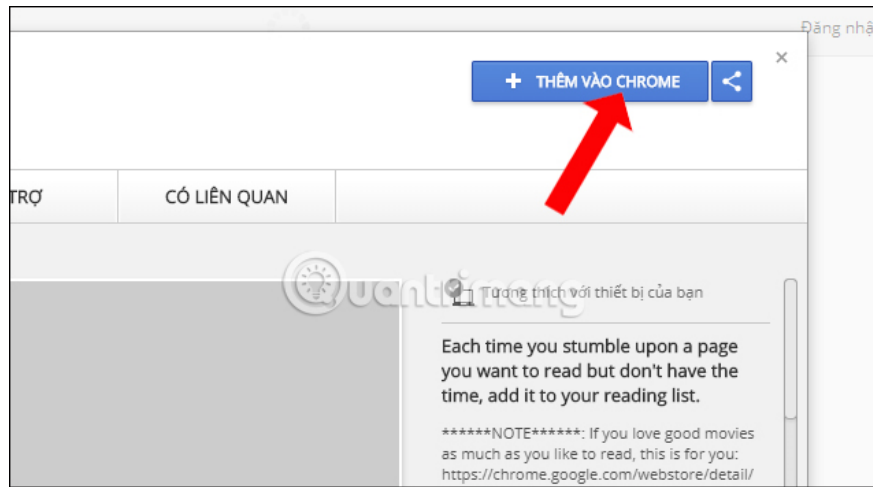 Đăng nhậ
THÊM VÀO CHROME
TRỢ
CÓ LIÊN QUAN
Quantrimang
Tương thích với thiết bị của bạn
Each time you stumble upon a page
you want to read but don't have the
time, add it to your reading list.
******NOTE******: If you love good movies
as much as you like to read, this is for you:
https://chrome.google.com/webstore/detail/